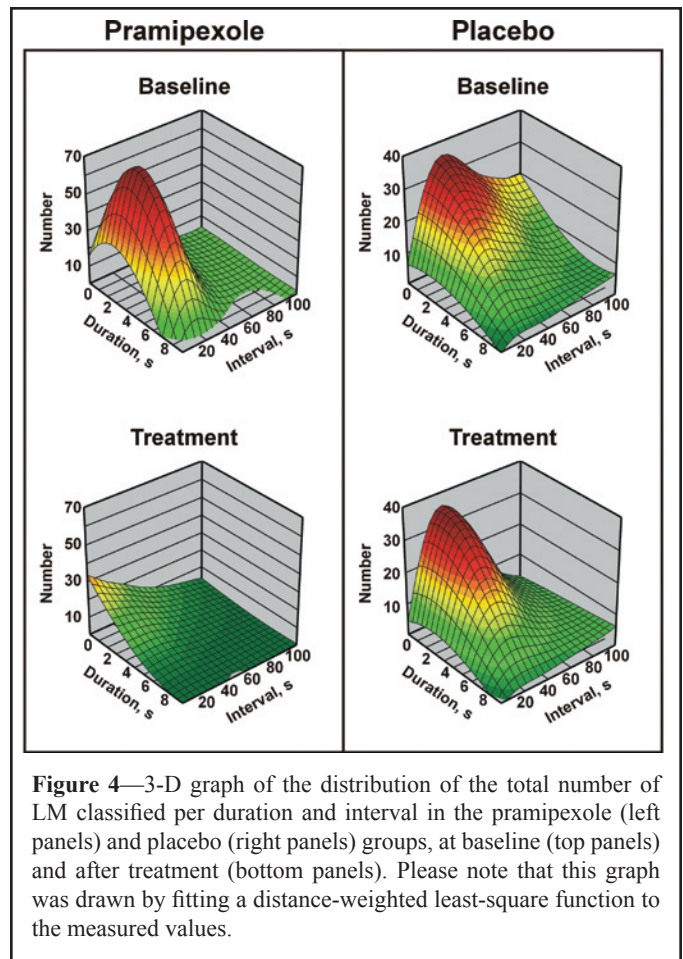 Pramipexole
Placebo
Baseline
70
50
30
10
Number
0
2
4
6
8
Duration, s
20
40
60
80
100
Interval, s
Baseline
40
30
20
10
Number
0
2
4
6
8
Duration, s
20
40
60
80
100
Interval, s
Treatment
70
50
30
10
Number
0
2
4
6
8
Duration, s
20
40
60
80
100
Interval, s
Treatment
40
30
20
10
Number
0
2
4
6
8
Duration, s
20
40
60
80
100
Interval, s
Figure 4—3-D graph of the distribution of the total number of
LM classified per duration and interval in the pramipexole (left
panels) and placebo (right panels) groups, at baseline (top panels)
and after treatment (bottom panels). Please note that this graph
was drawn by fitting a distance-weighted least-square function to
the measured values.